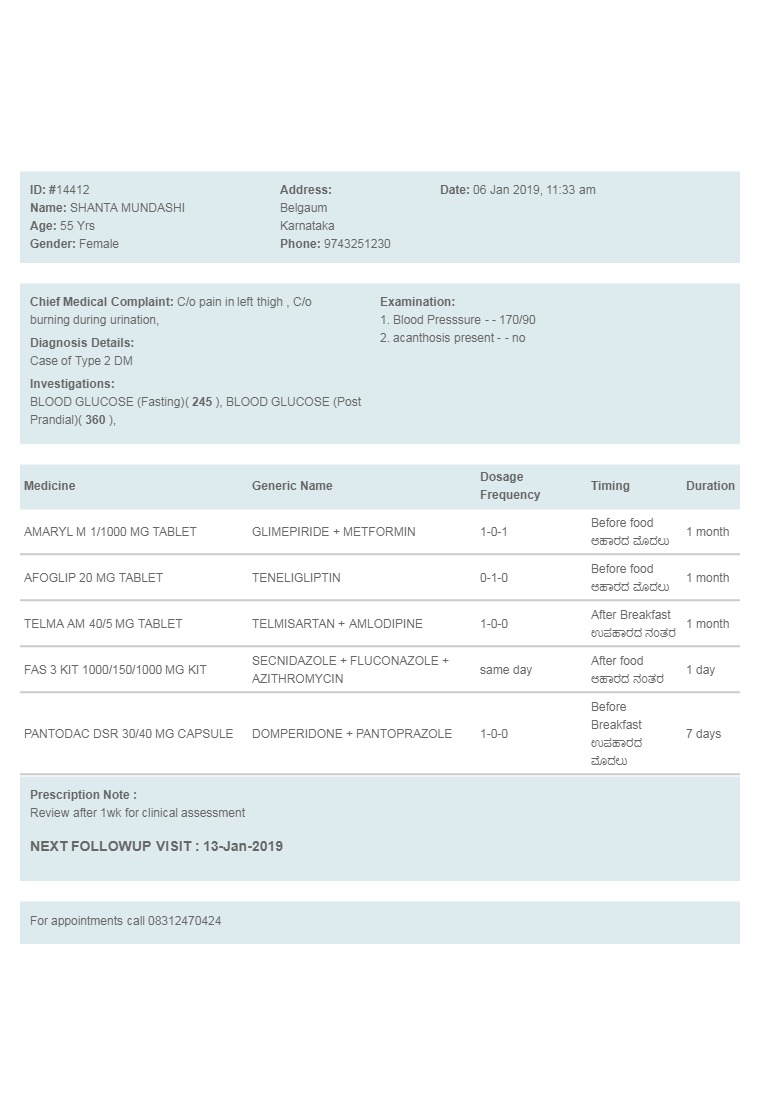 ID: #14412
Name: SHANTA MUNDASHI
Age: 55 Yrs
Gender: Female
Address:
Belgaum
Karnataka
Phone: 9743251230
Date: 06 Jan 2019, 11:33 am
Chief Medical Complaint: C/o pain in left thigh , C/o
burning during urination,
Diagnosis Details:
Case of Type 2 DM
Investigations:
BLOOD GLUCOSE (Fasting)( 245 ), BLOOD GLUCOSE (Post
Prandial)( 360 ),
Examination:
1. Blood Presssure - - 170/90
2. acanthosis present - - no
Medicine Generic Name Dosage Frequency Timing Duration
AMARYL M 1/1000 MG TABLET GLIMEPIRIDE + METFORMIN 1-0-1 Before food 1 month
ಆಹಾರದ ಮೊದಲು
AFOGLIP 20 MG TABLET TENELIGLIPTIN 0-1-0 Before food 1 month
ಆಹಾರದ ಮೊದಲು
TELMA AM 40/5 MG TABLET TELMISARTAN + AMLODIPINE 1-0-0 After Breakfast 1 month
ಉಪಹಾರದ ನಂತರ
FAS 3 KIT 1000/150/1000 MG KIT SECNIDAZOLE + FLUCONAZOLE + same day After food 1 day
AZITHROMYCIN ಆಹಾರದ ನಂತರ
PANTODAC DSR 30/40 MG CAPSULE DOMPERIDONE + PANTOPRAZOLE 1-0-0 Before 7 days
Breakfast
ಉಪಹಾರದ
ಮೊದಲು
Prescription Note :
Review after 1wk for clinical assessment
NEXT FOLLOWUP VISIT : 13-Jan-2019
For appointments call 08312470424